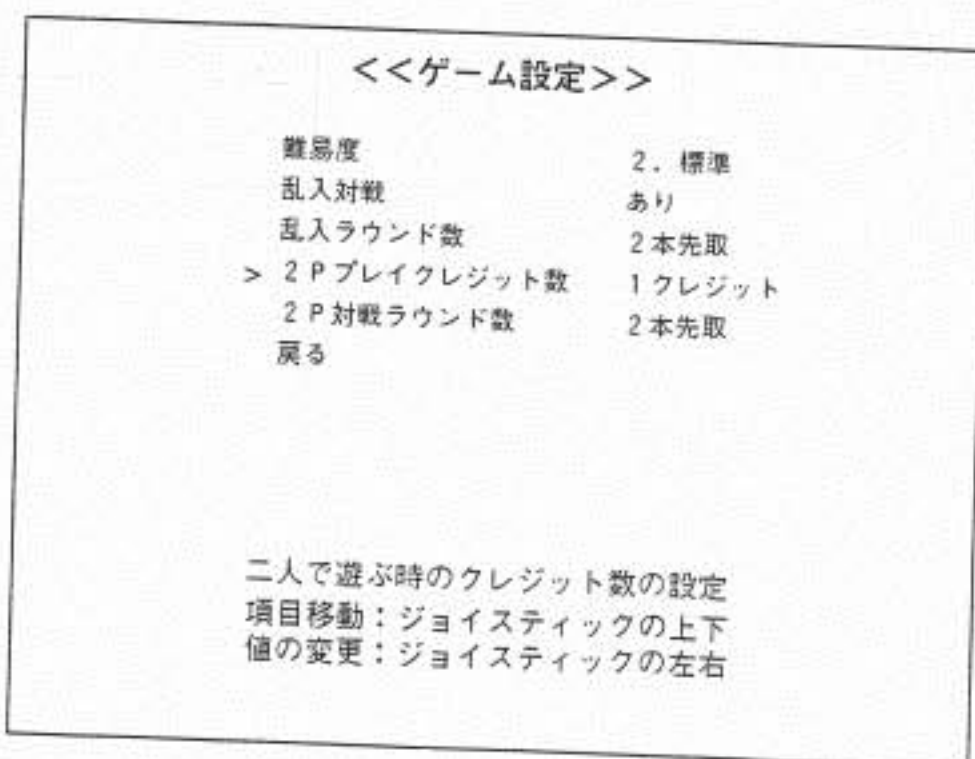 <<ゲーム設定>>
難易度 2. 標準
乱入対戦 あり
乱入ラウンド数 2本先取
> 2Pプレイクレジット数 1クレジット
2P対戦ラウンド数 2本先取
戻る
二人で遊ぶ時のクレジット数の設定
項目移動：ジョイスティックの上下
値の変更：ジョイスティックの左右